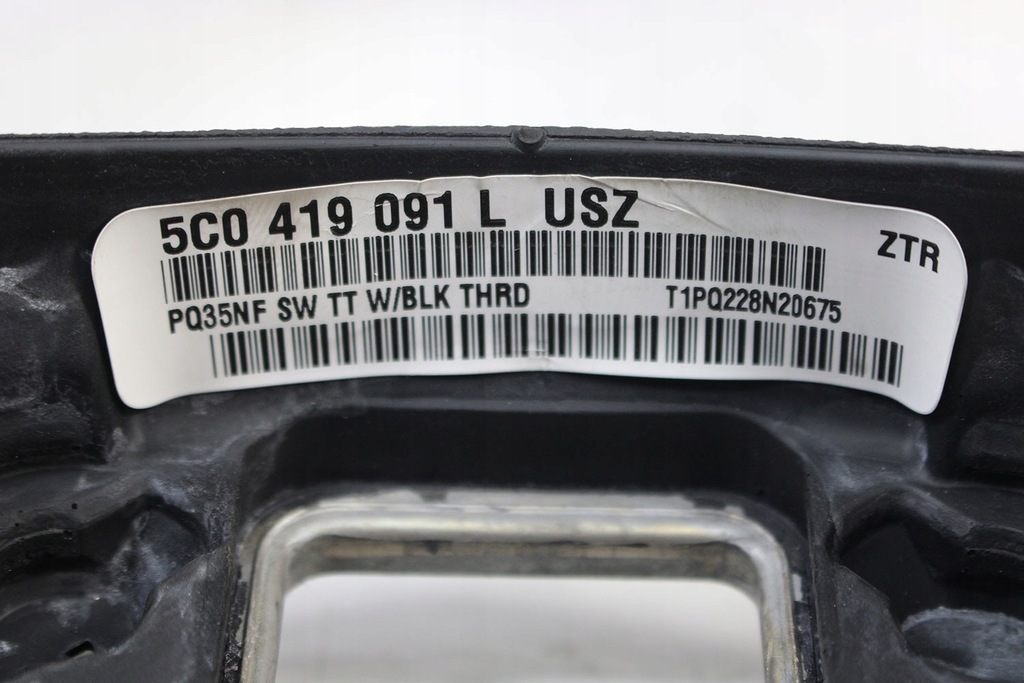 5C0 419 091 L USZ
ZTR
PQ35NF SW TT W/BLK THRD T1PQ228N20675